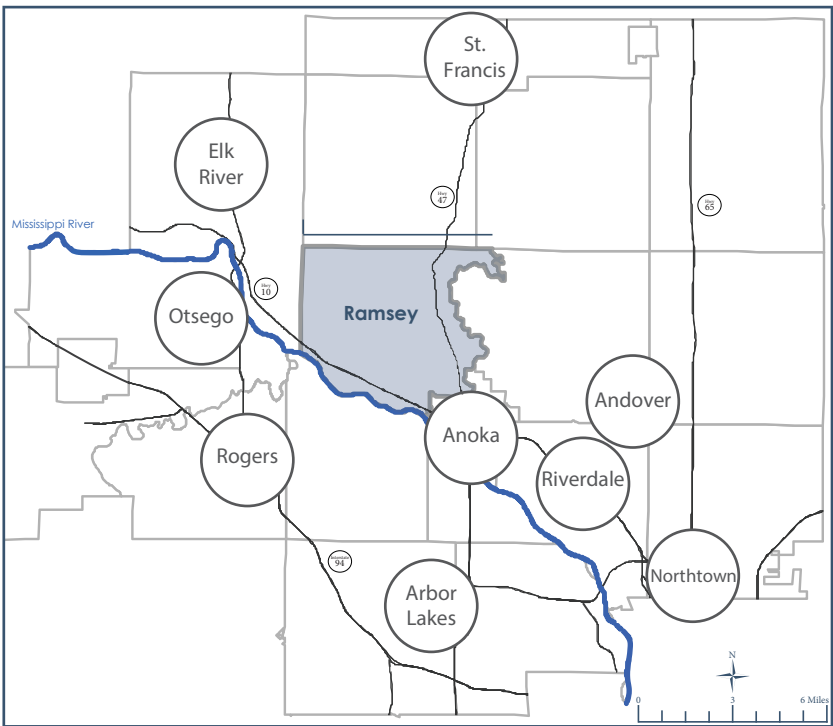 St.
Francis
Elk
River
Hwy
47
Hwy
65
Mississippi River
Hwy
10
Otsego
Ramsey
Andover
Anoka
Rogers
Riverdale
Interstate
94
Northtown
Arbor
Lakes
N
0
3
6 Miles